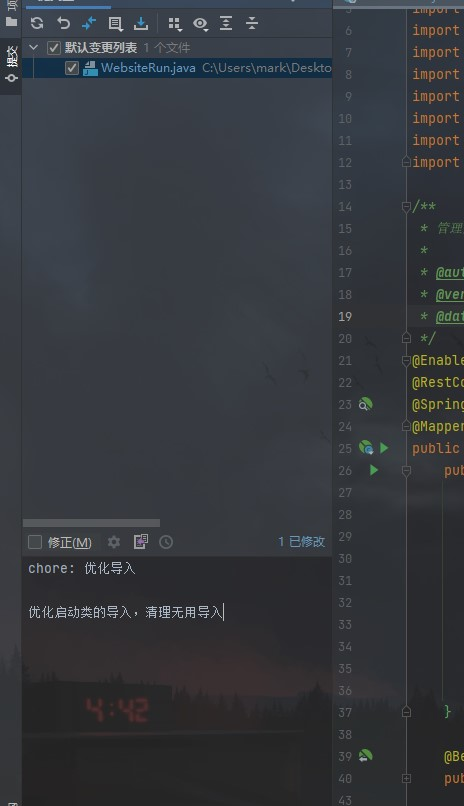 提交
默认变更列表 1 个文件
WebsiteRun.java C:\Users\mark\Deskto
修正(M)
1 已修改
chore: 优化导入
优化启动类的导入，清理无用导入
4:42
6 import
7 import
8 import
9 import
10 import
11 import
12 import
13
14 /**
15 * 管理
16 *
17 * @aut
18 * @ver
19 * @dat
20 */
21 @Enable
22 @RestCo
23 @Spring
24 @Mapper
25 public
26 pub
27
28
29
30
31
32
33
34
35
36
37 }
38
39 @Be
40 pub
43